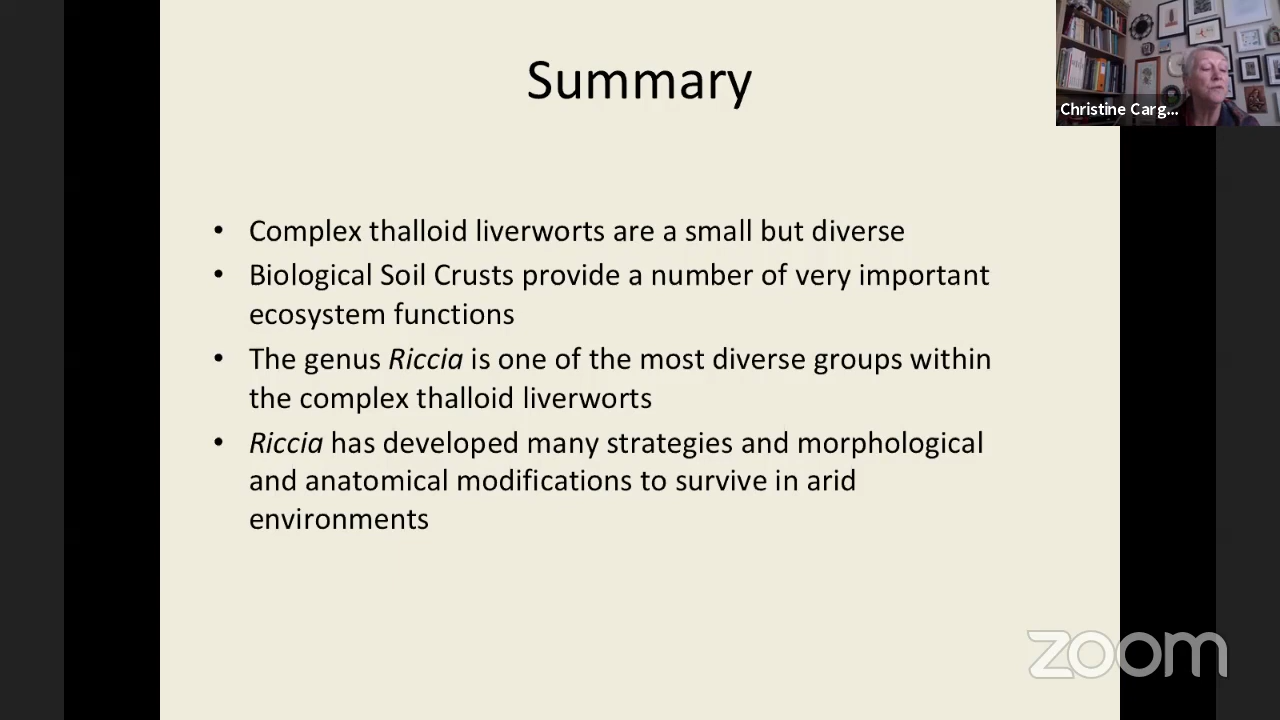 Summary
Christine Carg...
• Complex thalloid liverworts are a small but diverse
• Biological Soil Crusts provide a number of very important
ecosystem functions
• The genus Riccia is one of the most diverse groups within
the complex thalloid liverworts
• Riccia has developed many strategies and morphological
and anatomical modifications to survive in arid
environments
zoom